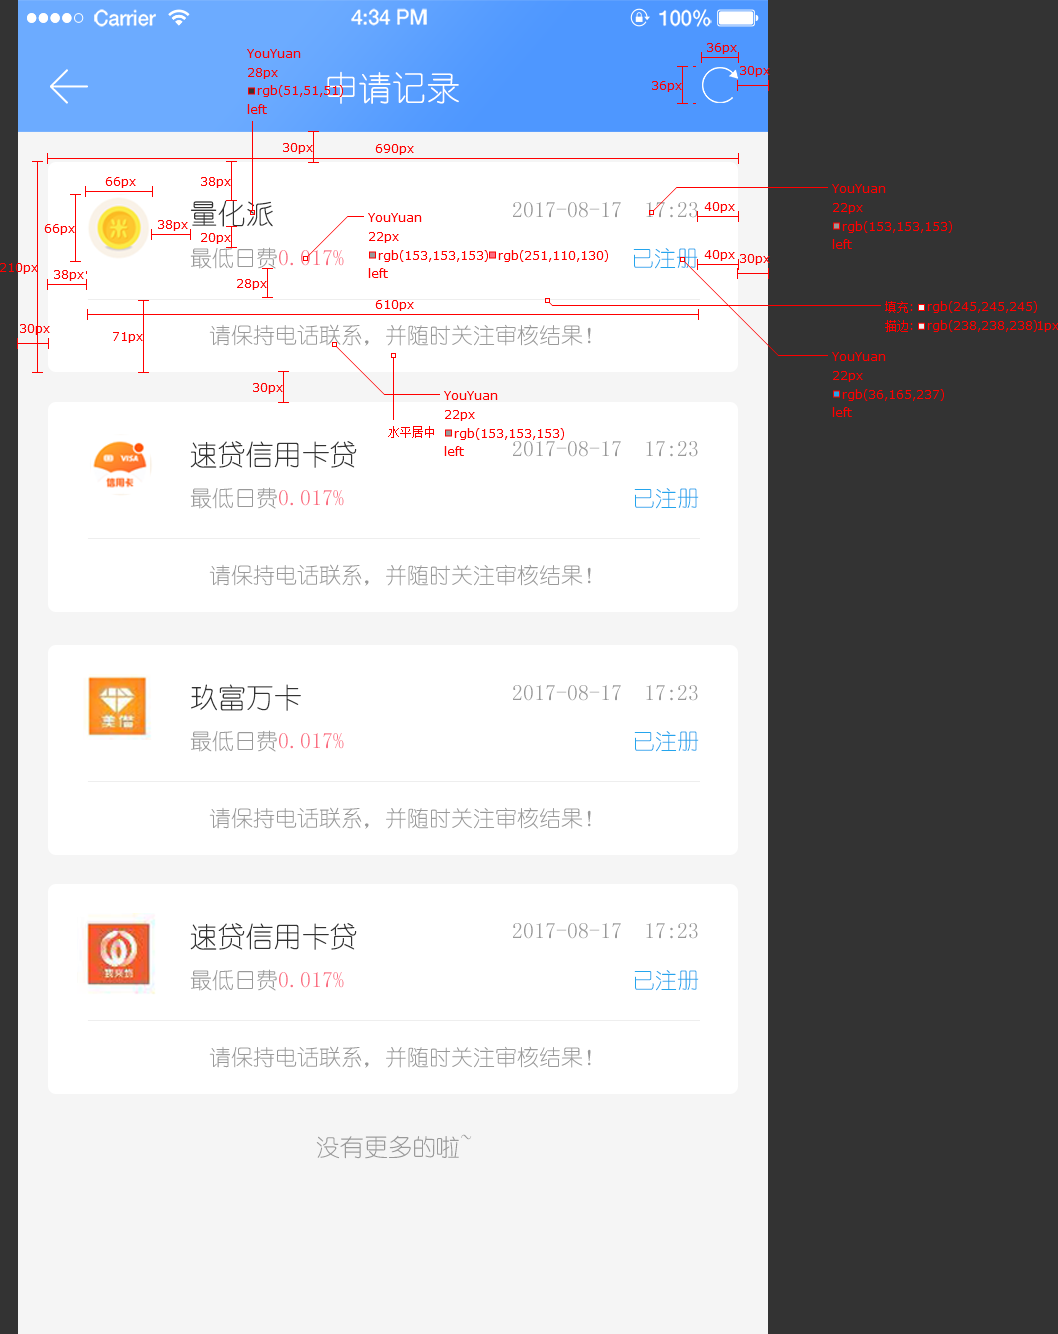 Carrier
4:34 PM
100%
申请记录
YouYuan
28px
rgb(51,51,51)
left
36px
36px
30px
30px
690px
66px
38px
66px
38px
20px
210px
38px
量化派
2017-08-17 17:23
40px
最低日费0.017%
已注册
40px
30px
YouYuan
22px
rgb(153,153,153)rgb(251,110,130)
left
YouYuan
22px
rgb(153,153,153)
left
28px
610px
填充: rgb(245,245,245)
描边: rgb(238,238,238)1px
30px
71px
请保持电话联系，并随时关注审核结果！
YouYuan
22px
rgb(36,165,237)
left
30px
水平居中
YouYuan
22px
rgb(153,153,153)
left
VISA
信用卡
速贷信用卡贷
2017-08-17 17:23
最低日费0.017%
已注册
请保持电话联系，并随时关注审核结果！
美借
玖富万卡
2017-08-17 17:23
最低日费0.017%
已注册
请保持电话联系，并随时关注审核结果！
速贷信用卡贷
2017-08-17 17:23
最低日费0.017%
已注册
请保持电话联系，并随时关注审核结果！
没有更多的啦~